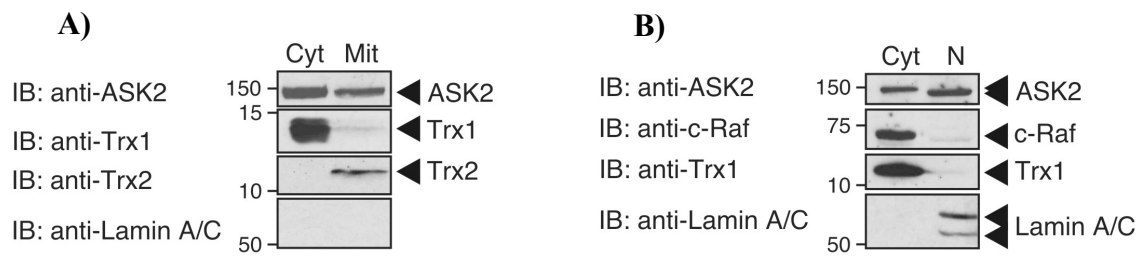 A)
Cyt Mit
IB: anti-ASK2 150 ASK2
15
IB: anti-Trx1 Trx1
IB: anti-Trx2 Trx2
10
IB: anti-Lamin A/C
50
B)
Cyt N
IB: anti-ASK2 150 ASK2
IB: anti-c-Raf 75 c-Raf
IB: anti-Trx1 Trx1
10
IB: anti-Lamin A/C Lamin A/C
50